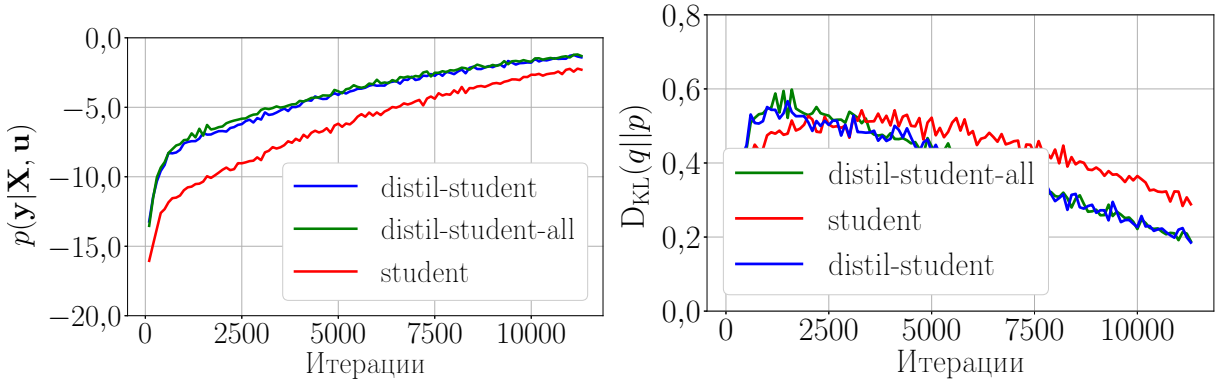 p(y|X, u)
0,0
−5,0
−10,0
−15,0
−20,0
0
2500
5000
7500
10000
Итерации
distil-student
distil-student-all
student
D_KL(q||p)
0,8
0,6
0,4
0,2
0,0
0
2500
5000
7500
10000
Итерации
distil-student-all
student
distil-student